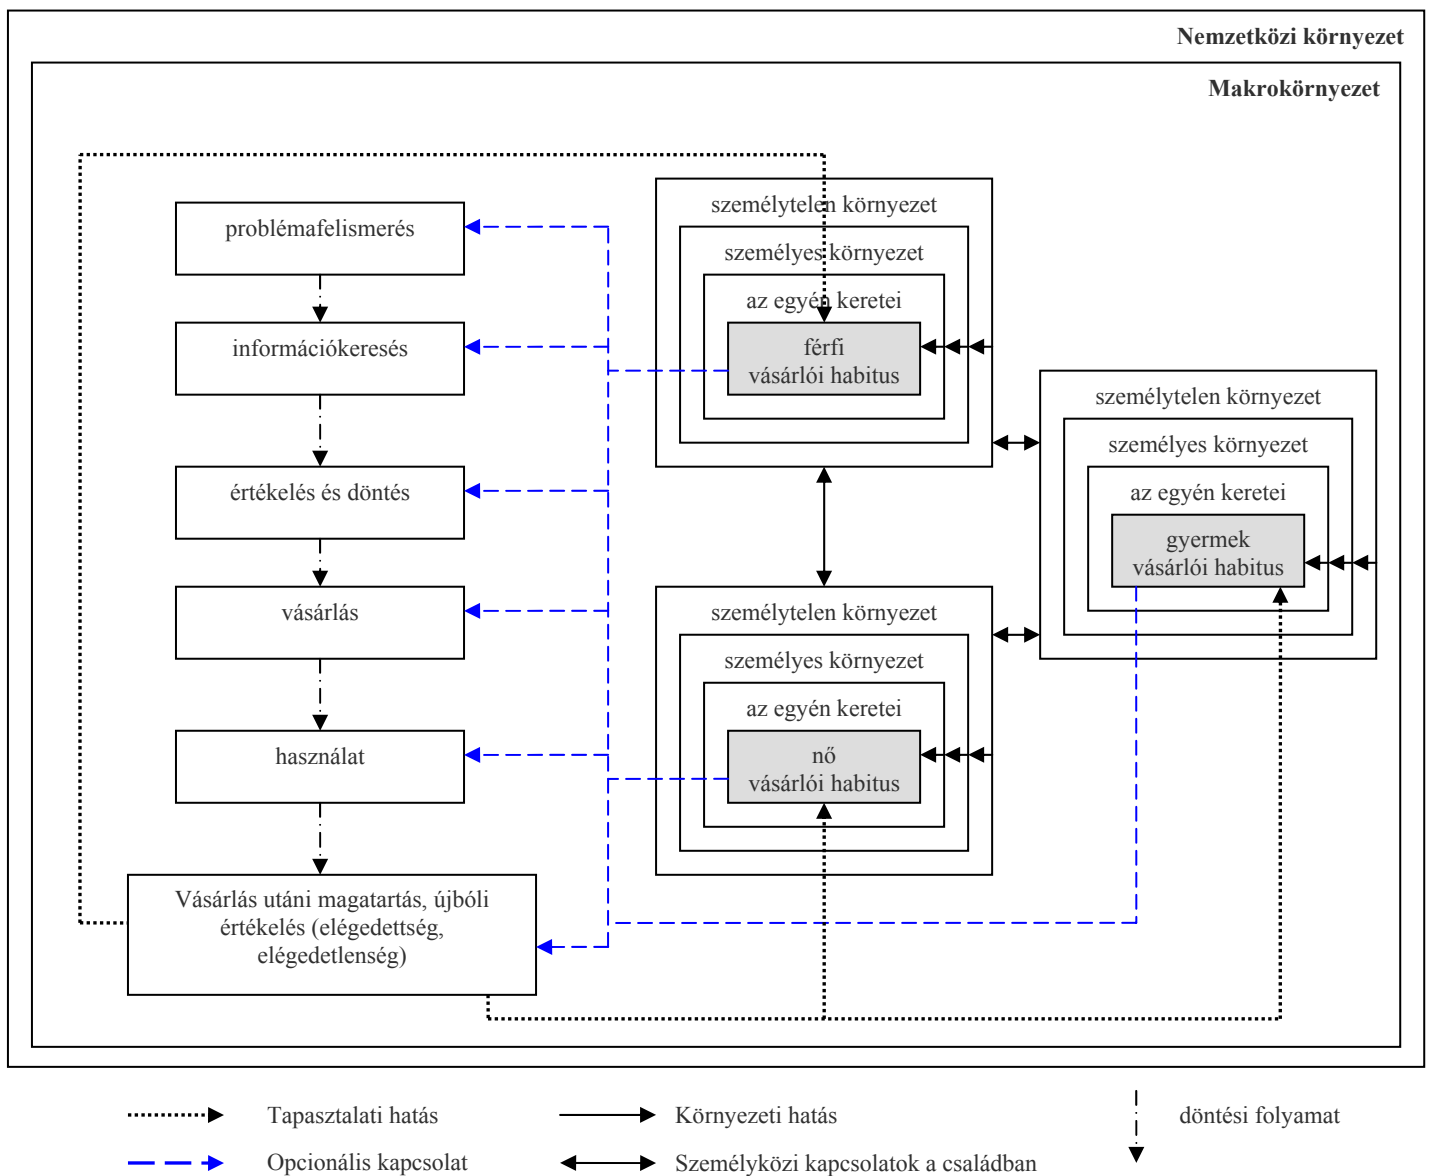 Nemzetközi környezet
Makrokörnyezet
problémafelismerés
információkeresés
értékelés és döntés
vásárlás
használat
Vásárlás utáni magatartás, újbóli
értékelés (elégedettség,
elégedetlenség)
személytelen környezet
személyes környezet
az egyén keretei
férfi
vásárlói habitus
személytelen környezet
személyes környezet
az egyén keretei
gyermek
vásárlói habitus
személytelen környezet
személyes környezet
az egyén keretei
nő
vásárlói habitus
Tapasztalati hatás
Környezeti hatás
döntési folyamat
Opcionális kapcsolat
Személyközi kapcsolatok a családban